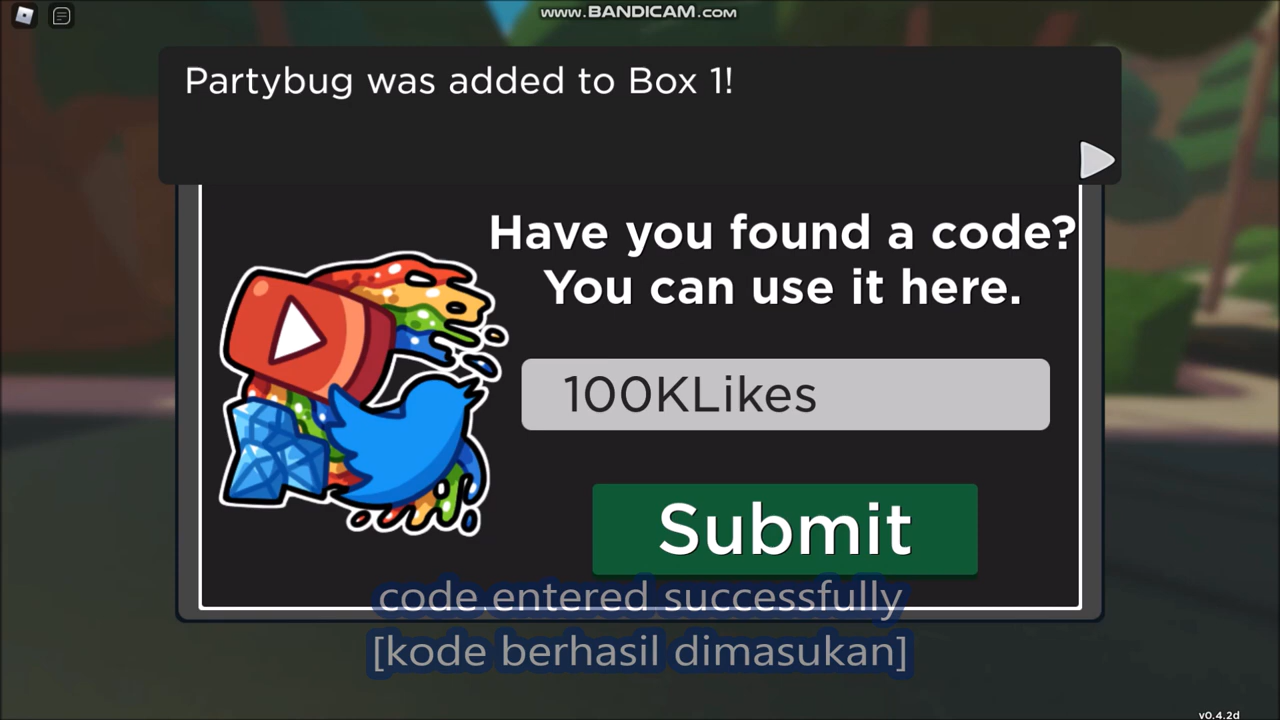 www.BANDICAM.com
Partybug was added to Box 1!
Have you found a code?
You can use it here.
100KLikes
Submit
code entered successfully
[kode berhasil dimasukan]
v0.4.2d